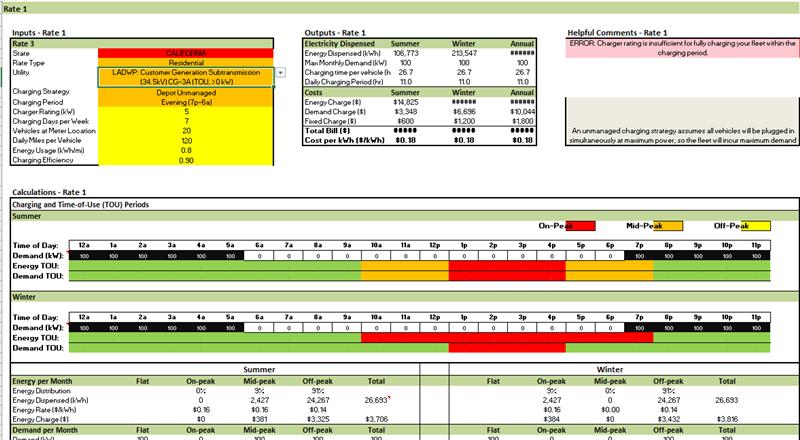 Rate 1
Inputs - Rate 1
Rate 3
State CALIFORNIA
Rate Type Residential
Utility LADWP: Customer Generation Subtransmission
(34.5kV) CG-3A (TOU, >0 kW)
Charging Strategy Depot Unmanaged
Charging Period Evening (7p-6a)
Charger Rating (kW) 5
Charging Days per Week 7
Vehicles at Meter Location 20
Daily Miles per Vehicle 120
Energy Usage (kWh/mi) 0.8
Charging Efficiency 0.90
Outputs - Rate 1
Electricity Dispensed Summer Winter Annual
Energy Dispensed (kWh) 106,773 213,547 ######
Max Monthly Demand (kW) 100 100 100
Charging time per vehicle (h 26.7 26.7 26.7
Daily Charging Period (hr) 11.0 11.0 11.0
Costs Summer Winter Annual
Energy Charge ($) $14,825 ###### ######
Demand Charge ($) $3,348 $6,696 $10,044
Fixed Charge ($) $600 $1,200 $1,800
Total Bill ($) ##### ##### #####
Cost per kWh ($/kWh) $0.18 $0.18 $0.18
Helpful Comments - Rate 1
ERROR: Charger rating is insufficient for fully charging your fleet within the
charging period.
An unmanaged charging strategy assumes all vehicles will be plugged in
simultaneously at maximum power, so the fleet will incur maximum demand
Calculations - Rate 1
Charging and Time-of-Use (TOU) Periods
Summer
On-Peak Mid-Peak Off-Peak
Time of Day: 12a 1a 2a 3a 4a 5a 6a 7a 8a 9a 10a 11a 12p 1p 2p 3p 4p 5p 6p 7p 8p 9p 10p 11p
Demand (kW): 100 100 100 100 100 100 0 0 0 0 0 0 0 0 0 0 0 0 0 100 100 100 100 100
Energy TOU:
Demand TOU:
Winter
Time of Day: 12a 1a 2a 3a 4a 5a 6a 7a 8a 9a 10a 11a 12p 1p 2p 3p 4p 5p 6p 7p 8p 9p 10p 11p
Demand (kW): 100 100 100 100 100 100 0 0 0 0 0 0 0 0 0 0 0 0 0 100 100 100 100 100
Energy TOU:
Demand TOU:
Summer Winter
Energy per Month Flat On-peak Mid-peak Off-peak Total Flat On-peak Mid-peak Off-peak Total
Energy Distribution 0% 9% 91% 9% 0% 91%
Energy Dispensed (kWh) 0 2,427 24,267 26,693 2,427 0 24,267 26,693
Energy Rate ($/kWh) $0.16 $0.16 $0.14 $0.16 $0.00 $0.14
Energy Charge ($) $0 $381 $3,325 $3,706 $384 $0 $3,432 $3,816
Demand per Month Flat On-peak Mid-peak Off-peak Total Flat On-peak Mid-peak Off-peak Total